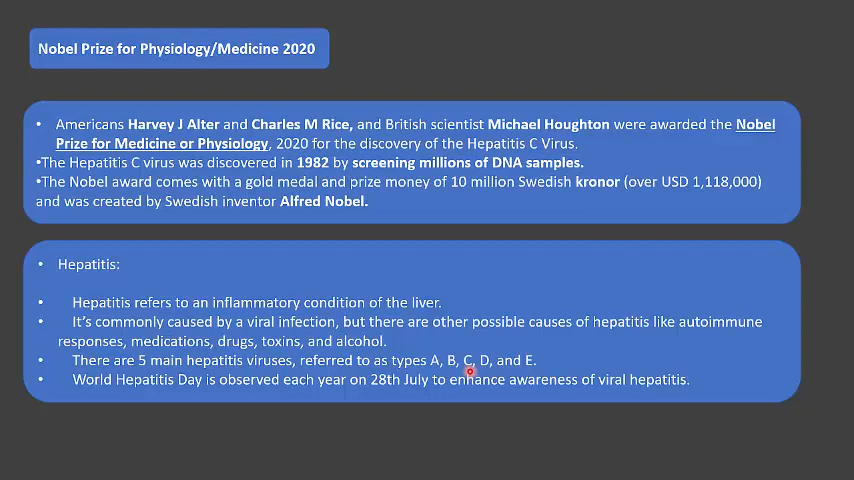 Nobel Prize for Physiology/Medicine 2020
• Americans Harvey J Alter and Charles M Rice, and British scientist Michael Houghton were awarded the Nobel
Prize for Medicine or Physiology, 2020 for the discovery of the Hepatitis C Virus.
•The Hepatitis C virus was discovered in 1982 by screening millions of DNA samples.
•The Nobel award comes with a gold medal and prize money of 10 million Swedish kronor (over USD 1,118,000)
and was created by Swedish inventor Alfred Nobel.
• Hepatitis:
• Hepatitis refers to an inflammatory condition of the liver.
• It’s commonly caused by a viral infection, but there are other possible causes of hepatitis like autoimmune
responses, medications, drugs, toxins, and alcohol.
• There are 5 main hepatitis viruses, referred to as types A, B, C, D, and E.
• World Hepatitis Day is observed each year on 28th July to enhance awareness of viral hepatitis.